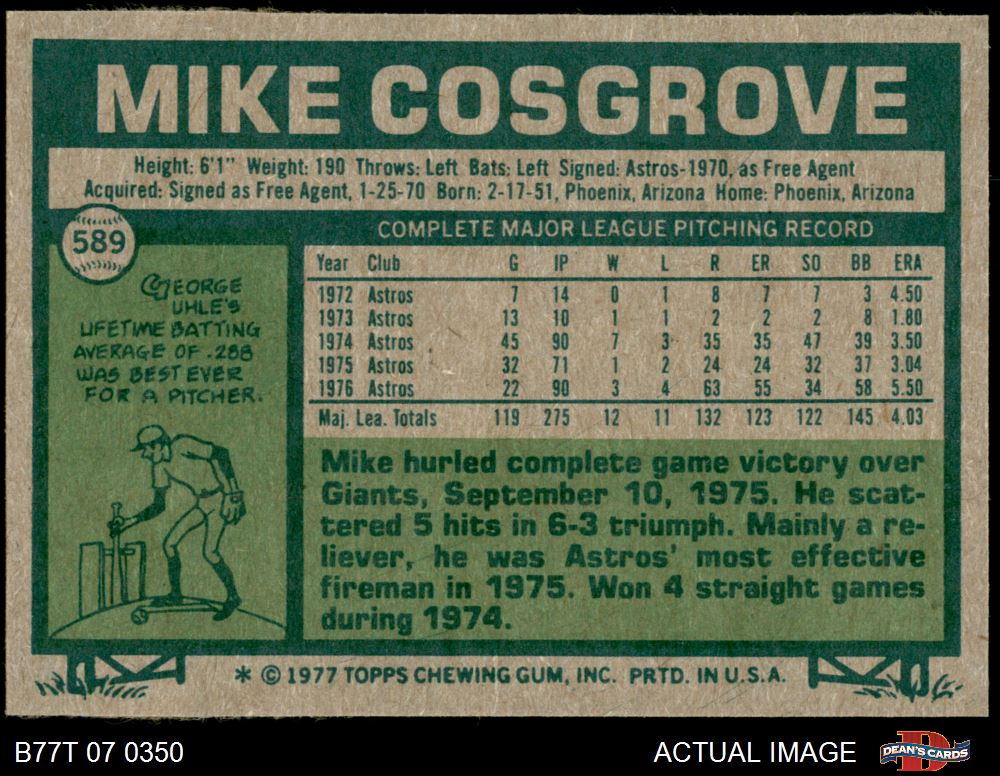 MIKE COSGROVE
Height: 6'1" Weight: 190 Throws: Left Bats: Left Signed: Astros-1970, as Free Agent
Acquired: Signed as Free Agent, 1-25-70 Born: 2-17-51, Phoenix, Arizona Home: Phoenix, Arizona
589
GEORGE
UHLE'S
LIFETIME BATTING
AVERAGE OF .288
WAS BEST EVER
FOR A PITCHER.
COMPLETE MAJOR LEAGUE PITCHING RECORD
Year Club G IP W L R ER SO BB ERA
1972 Astros 7 14 0 1 8 7 7 3 4.50
1973 Astros 13 10 1 1 2 2 2 8 1.80
1974 Astros 45 90 7 3 35 35 47 39 3.50
1975 Astros 32 71 1 2 24 24 32 37 3.04
1976 Astros 22 90 3 4 63 55 34 58 5.50
Maj. Lea. Totals 119 275 12 11 132 123 122 145 4.03
Mike hurled complete game victory over
Giants, September 10, 1975. He scat-
tered 5 hits in 6-3 triumph. Mainly a re-
liever, he was Astros' most effective
fireman in 1975. Won 4 straight games
during 1974.
* © 1977 TOPPS CHEWING GUM, INC. PRTD. IN U.S.A.
B77T 07 0350
ACTUAL IMAGE
DEAN'S CARDS